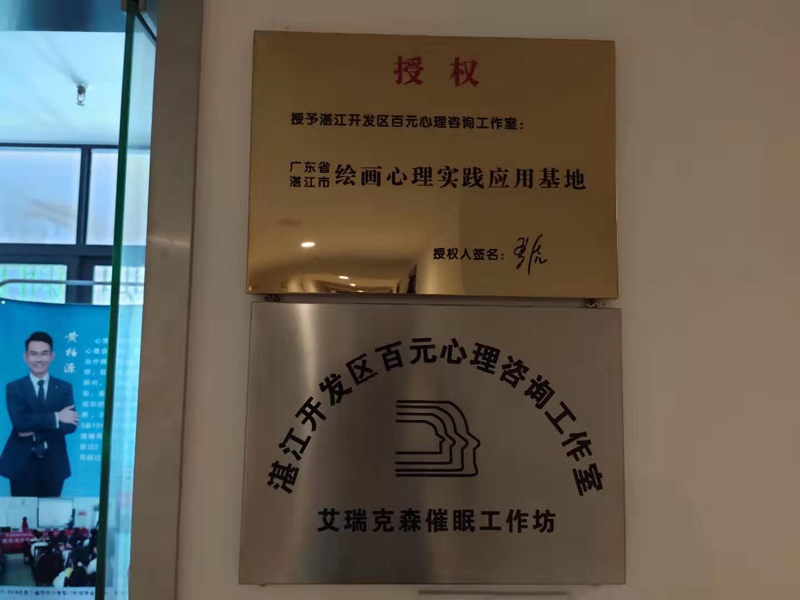 授权
授予湛江开发区百元心理咨询工作室：
广东省
湛江市
绘画心理实践应用基地
授权人签名：
湛江开发区百元心理咨询工作室
艾瑞克森催眠工作坊
黄柏源